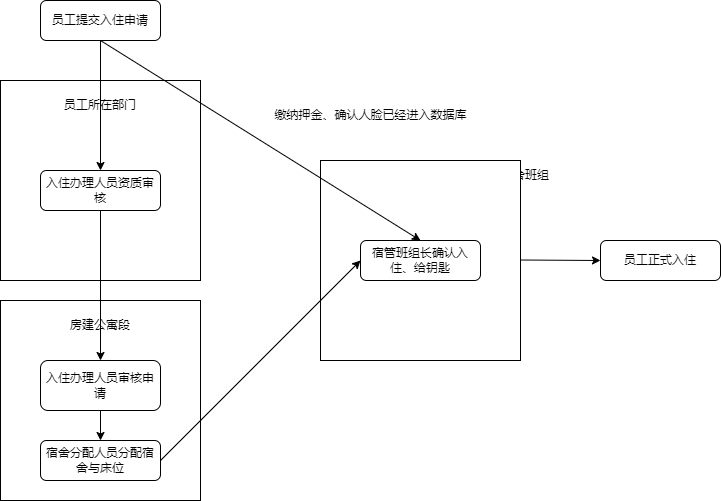 员工提交入住申请
员工所在部门
缴纳押金、确认人脸已经进入数据库
入住办理人员资质审
核
班组
宿管班组长确认入
住、给钥匙
员工正式入住
房建公寓段
入住办理人员审核申
请
宿舍分配人员分配宿
舍与床位